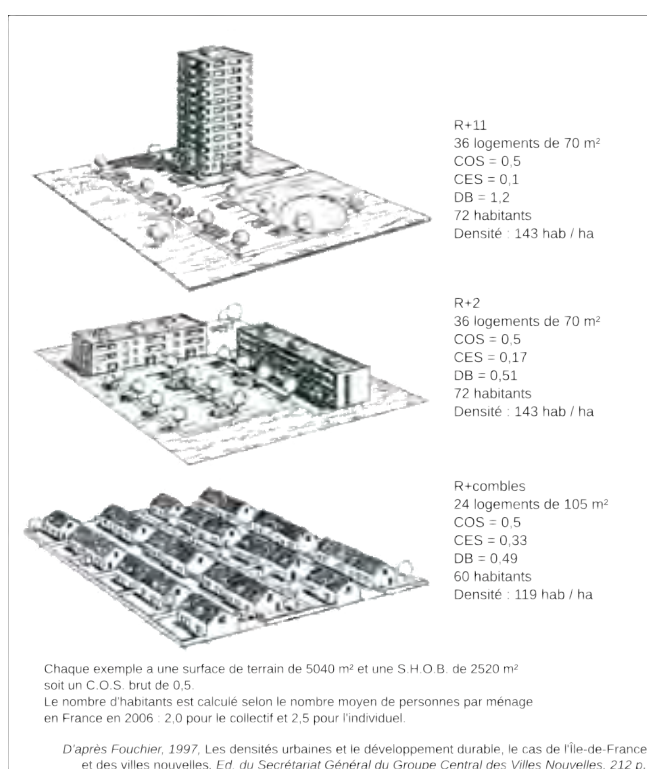 R+11
36 logements de 70 m²
COS = 0,5
CES = 0,1
DB = 1,2
72 habitants
Densité : 143 hab / ha
R+2
36 logements de 70 m²
COS = 0,5
CES = 0,17
DB = 0,51
72 habitants
Densité : 143 hab / ha
R+combles
24 logements de 105 m²
COS = 0,5
CES = 0,33
DB = 0,49
60 habitants
Densité : 119 hab / ha
Chaque exemple a une surface de terrain de 5040 m² et une S.H.O.B. de 2520 m²
soit un C.O.S. brut de 0,5.
Le nombre d'habitants est calculé selon le nombre moyen de personnes par ménage
en France en 2006 : 2,0 pour le collectif et 2,5 pour l'individuel.
D'après Fouchier, 1997, Les densités urbaines et le développement durable, le cas de l'Île-de-France
et des villes nouvelles. Ed. du Secrétariat Général du Groupe Central des Villes Nouvelles, 212 p.